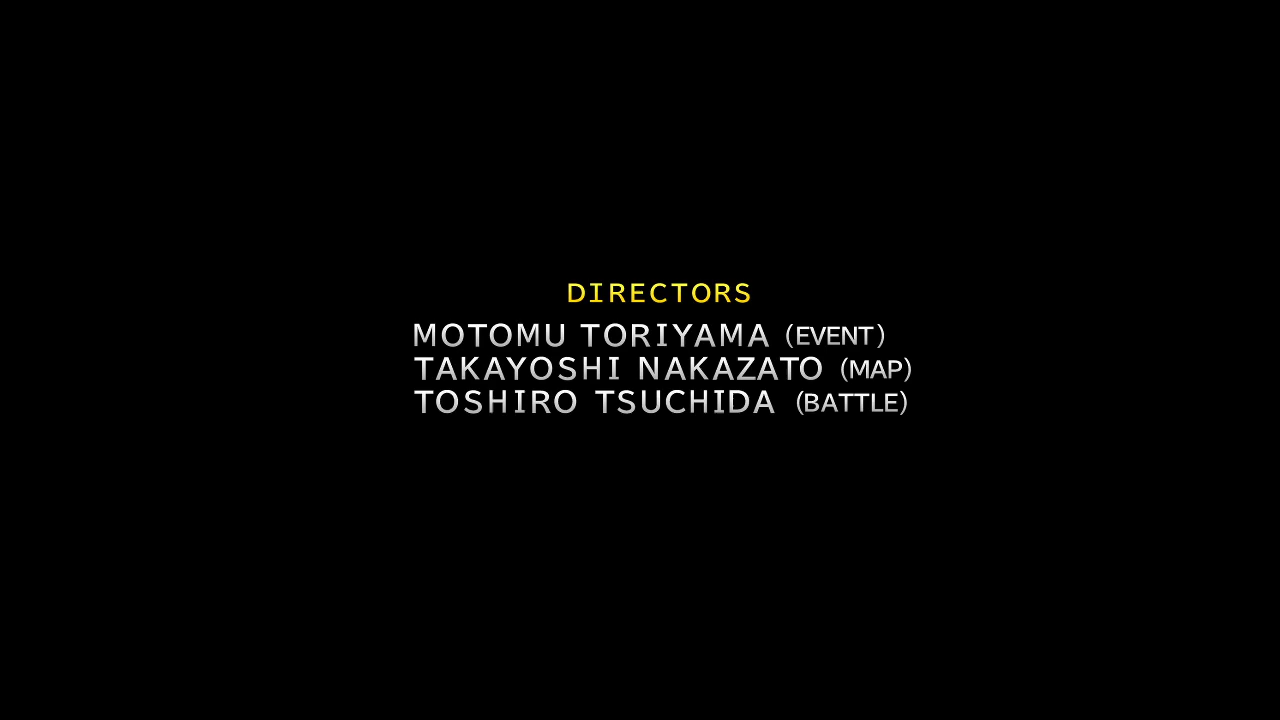 DIRECTORS
MOTOMU TORIYAMA (EVENT)
TAKAYOSHI NAKAZATO (MAP)
TOSHIRO TSUCHIDA (BATTLE)